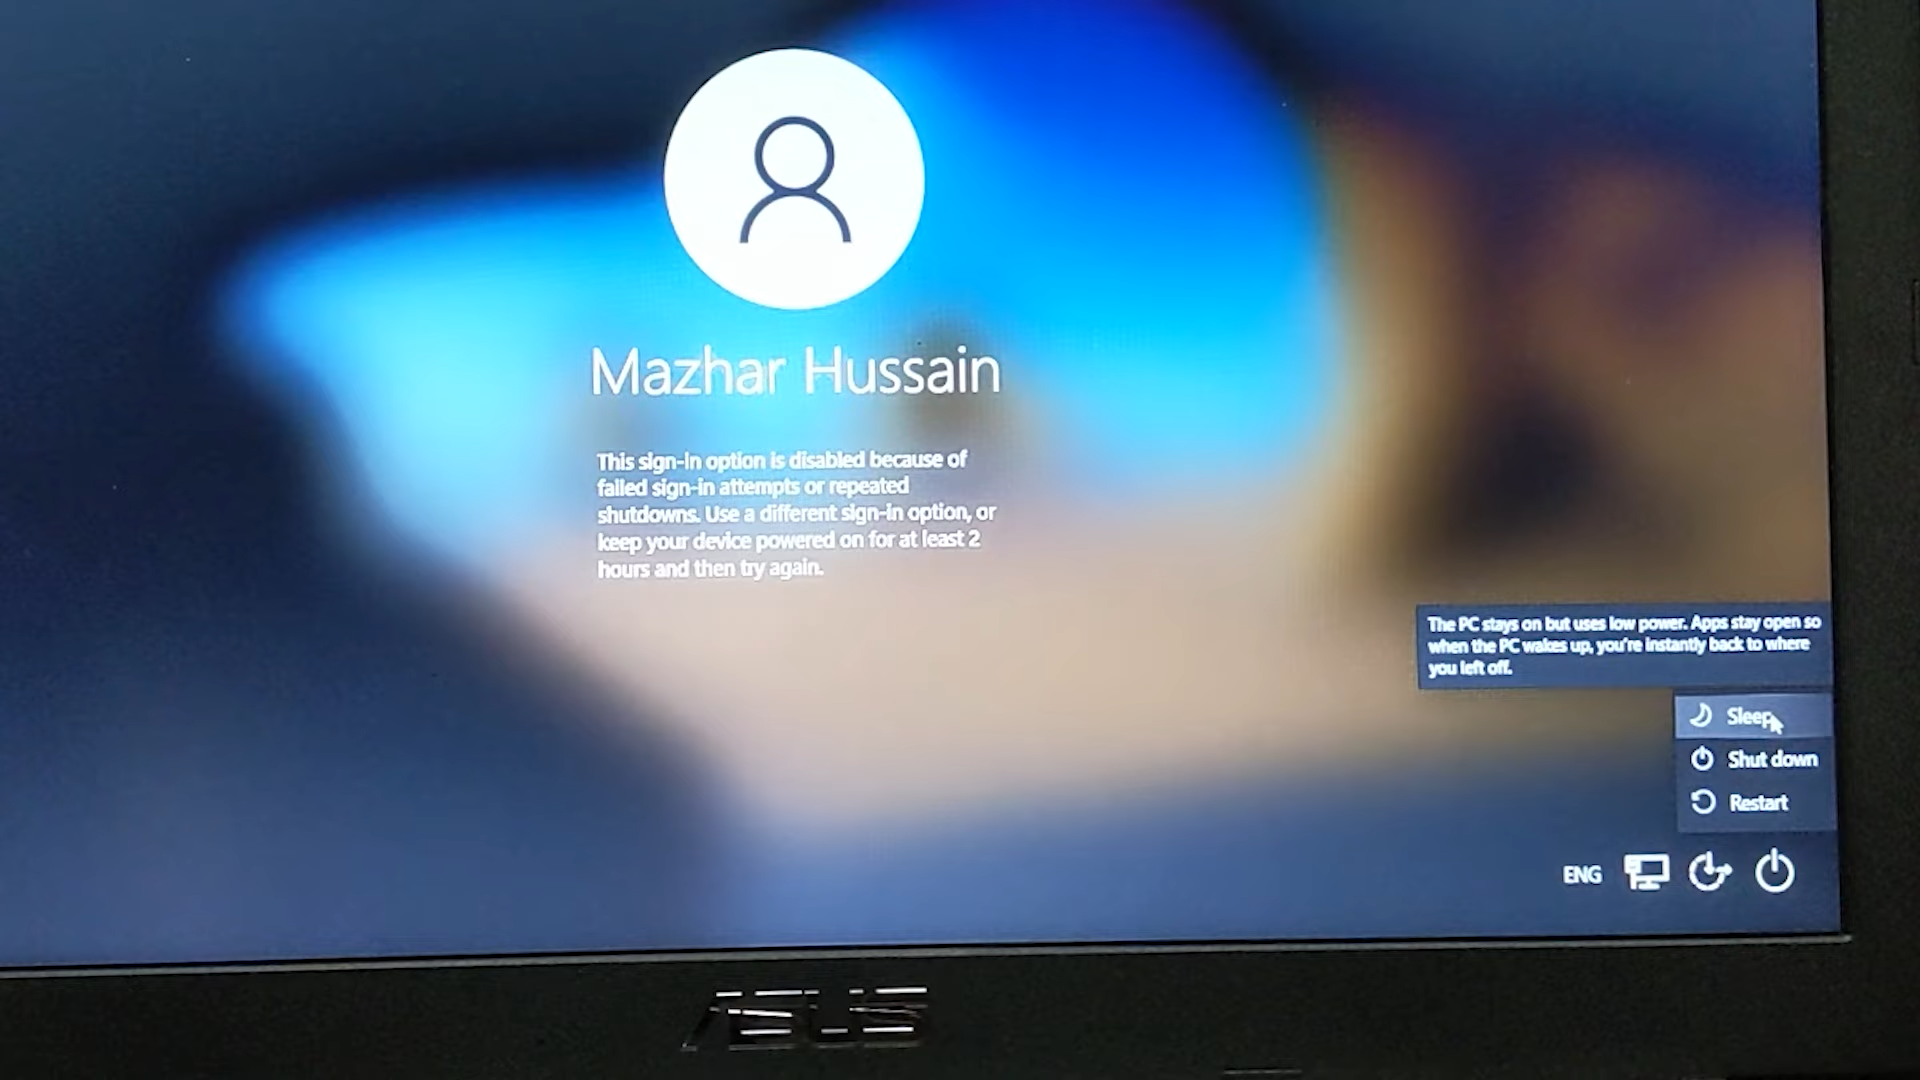 Mazhar Hussain
This sign-in option is disabled because of
failed sign-in attempts or repeated
shutdowns. Use a different sign-in option, or
keep your device powered on for at least 2
hours and then try again.
The PC stays on but uses low power. Apps stay open so
when the PC wakes up, you're instantly back to where
you left off.
Sleep
Shut down
Restart
ENG
ASUS